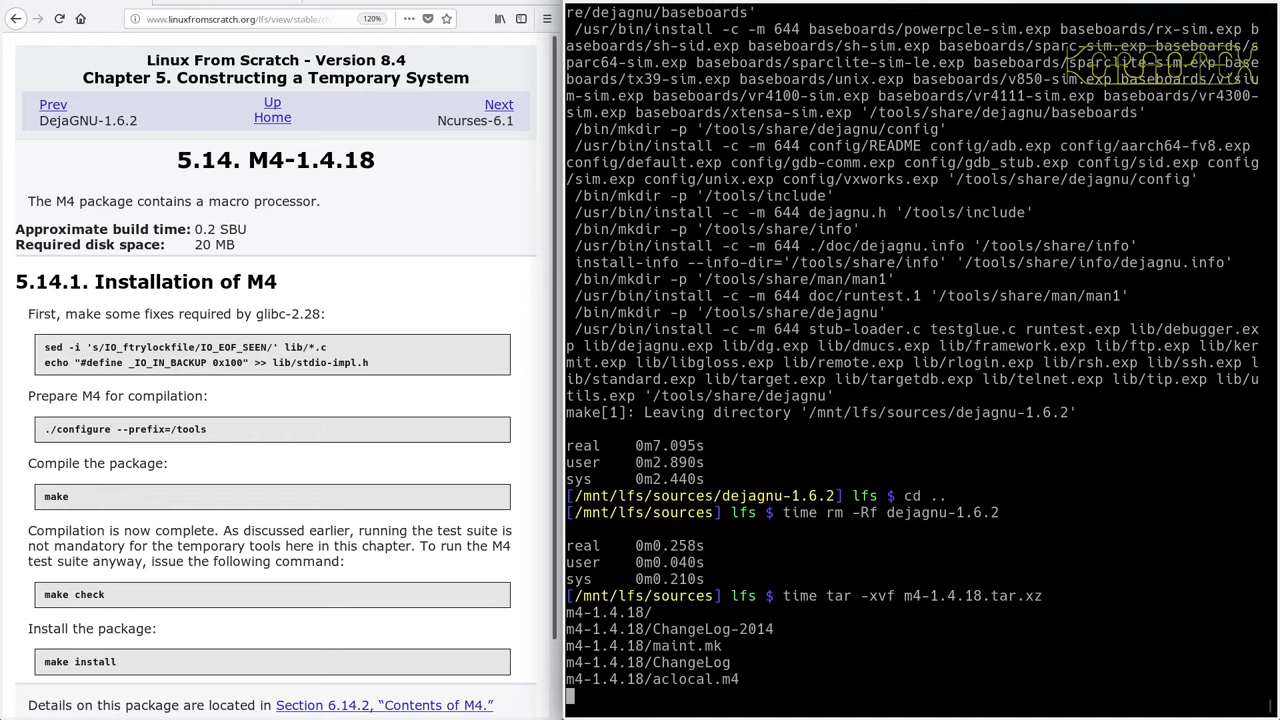 www.linuxfromscratch.org/lfs/view/stable/ch
120%
Linux From Scratch - Version 8.4
Chapter 5. Constructing a Temporary System
Prev
Up
Next
DejaGNU-1.6.2
Home
Ncurses-6.1
5.14. M4-1.4.18
The M4 package contains a macro processor.
Approximate build time: 0.2 SBU
Required disk space: 20 MB
5.14.1. Installation of M4
First, make some fixes required by glibc-2.28:
sed -i 's/IO_ftrylockfile/IO_EOF_SEEN/' lib/*.c
echo "#define _IO_IN_BACKUP 0x100" >> lib/stdio-impl.h
Prepare M4 for compilation:
./configure --prefix=/tools
Compile the package:
make
Compilation is now complete. As discussed earlier, running the test suite is
not mandatory for the temporary tools here in this chapter. To run the M4
test suite anyway, issue the following command:
make check
Install the package:
make install
Details on this package are located in Section 6.14.2, “Contents of M4.”
re/dejagnu/baseboards'
/usr/bin/install -c -m 644 baseboards/powerpcle-sim.exp baseboards/rx-sim.exp b
aseboards/sh-sid.exp baseboards/sh-sim.exp baseboards/sparc-sim.exp baseboards/s
parc64-sim.exp baseboards/sparclite-sim-le.exp baseboards/
boards/tx39-sim.exp baseboards/unix.exp baseboards/v850-sim.
m-sim.exp baseboards/vr4100-sim.exp baseboards/vr4111-sim.exp baseboards/vr4300-
sim.exp baseboards/xtensa-sim.exp '/tools/share/dejagnu/baseboards'
/bin/mkdir -p '/tools/share/dejagnu/config'
/usr/bin/install -c -m 644 config/README config/adb.exp config/aarch64-fv8.exp
config/default.exp config/gdb-comm.exp config/gdb_stub.exp config/sid.exp config
/sim.exp config/unix.exp config/vxworks.exp '/tools/share/dejagnu/config'
/bin/mkdir -p '/tools/include'
/usr/bin/install -c -m 644 dejagnu.h '/tools/include'
/bin/mkdir -p '/tools/share/info'
/usr/bin/install -c -m 644 ./doc/dejagnu.info '/tools/share/info'
install-info --info-dir='/tools/share/info' '/tools/share/info/dejagnu.info'
/bin/mkdir -p '/tools/share/man/man1'
/usr/bin/install -c -m 644 doc/runtest.1 '/tools/share/man/man1'
/bin/mkdir -p '/tools/share/dejagnu'
/usr/bin/install -c -m 644 stub-loader.c testglue.c runtest.exp lib/debugger.ex
p lib/dejagnu.exp lib/dg.exp lib/dmucs.exp lib/framework.exp lib/ftp.exp lib/ker
mit.exp lib/libgloss.exp lib/remote.exp lib/rlogin.exp lib/rsh.exp lib/ssh.exp l
ib/standard.exp lib/target.exp lib/targetdb.exp lib/telnet.exp lib/tip.exp lib/u
tils.exp '/tools/share/dejagnu'
make[1]: Leaving directory '/mnt/lfs/sources/dejagnu-1.6.2'
real 0m7.095s
user 0m2.890s
sys 0m2.440s
[/mnt/lfs/sources/dejagnu-1.6.2] lfs $ cd ..
[/mnt/lfs/sources] lfs $ time rm -Rf dejagnu-1.6.2
real 0m0.258s
user 0m0.040s
sys 0m0.210s
[/mnt/lfs/sources] lfs $ time tar -xvf m4-1.4.18.tar.xz
m4-1.4.18/
m4-1.4.18/ChangeLog-2014
m4-1.4.18/maint.mk
m4-1.4.18/ChangeLog
m4-1.4.18/aclocal.m4